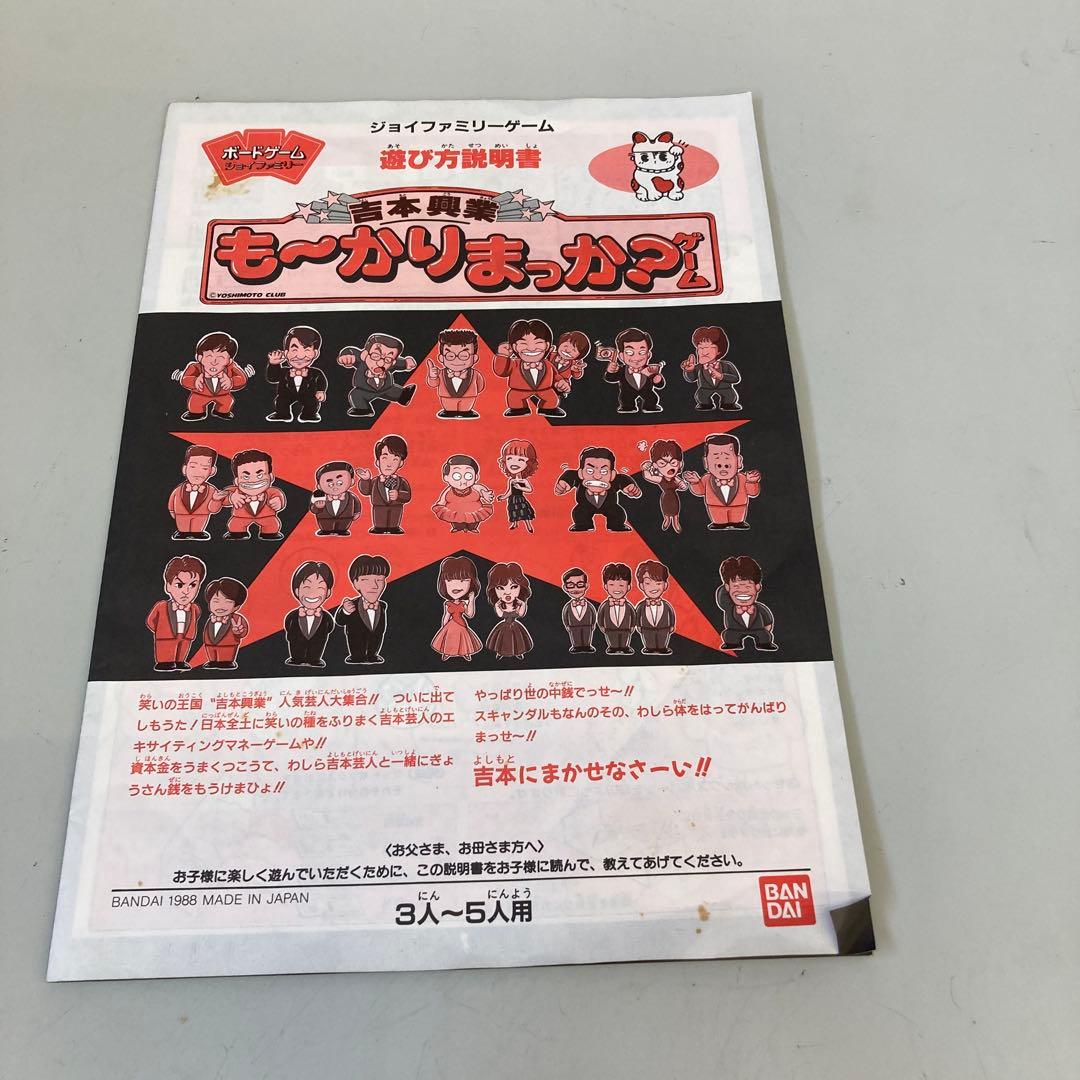 ジョイファミリーゲーム
ボードゲーム
ジョイファミリー
遊び方説明書
吉本興業
も〜かりまっか?ゲーム
© YOSHIMOTO CLUB
笑いの王国"吉本興業"人気芸人大集合!! ついに出て
しもうた!日本全土に笑いの種をふりまく吉本芸人のエ
キサイティングマネーゲームや!!
資本金をうまくつこうて、わしら吉本芸人と一緒にぎょ
うさん銭をもうけまひょ!!
やっぱり世の中銭でっせ〜!!
スキャンダルもなんのその、わしら体をはってがんばり
まっせ〜!!
吉本にまかせなさーい!!
〈お父さま、お母さま方へ〉
お子様に楽しく遊んでいただくために、この説明書をお子様に読んで、教えてあげてください。
BANDAI 1988 MADE IN JAPAN
3人〜5人用
BAN
DAI